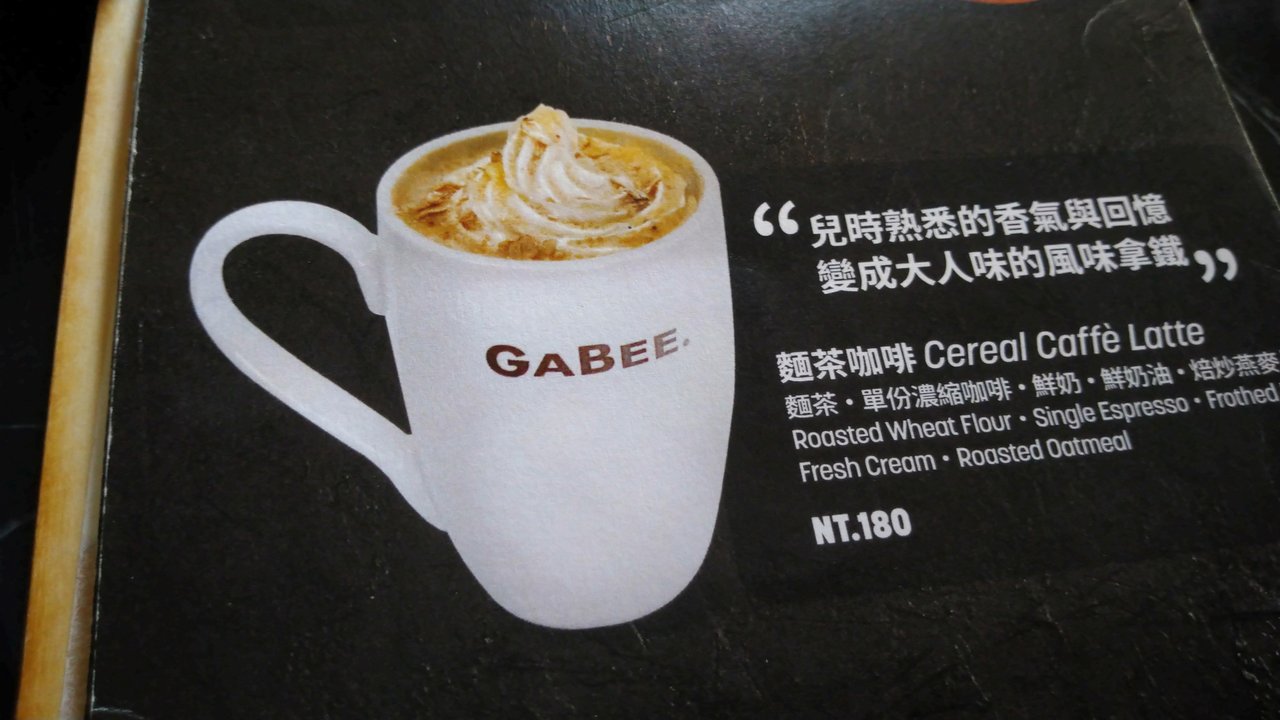 GABEE.
“兒時熟悉的香氣與回憶
變成大人味的風味拿鐵”
麵茶咖啡 Cereal Caffè Latte
麵茶・單份濃縮咖啡・鮮奶・鮮奶油・焙炒燕麥
Roasted Wheat Flour・Single Espresso・Frothed
Fresh Cream・Roasted Oatmeal
NT.180